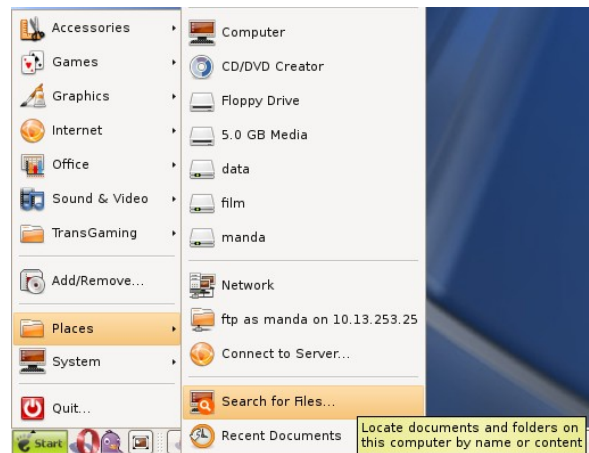 Accessories
Games
Graphics
Internet
Office
Sound & Video
TransGaming
Add/Remove...
Places
System
Quit...
Start
Computer
CD/DVD Creator
Floppy Drive
5.0 GB Media
data
film
manda
Network
ftp as manda on 10.13.253.25
Connect to Server...
Search for Files...
Recent Documents
Locate documents and folders on
this computer by name or content